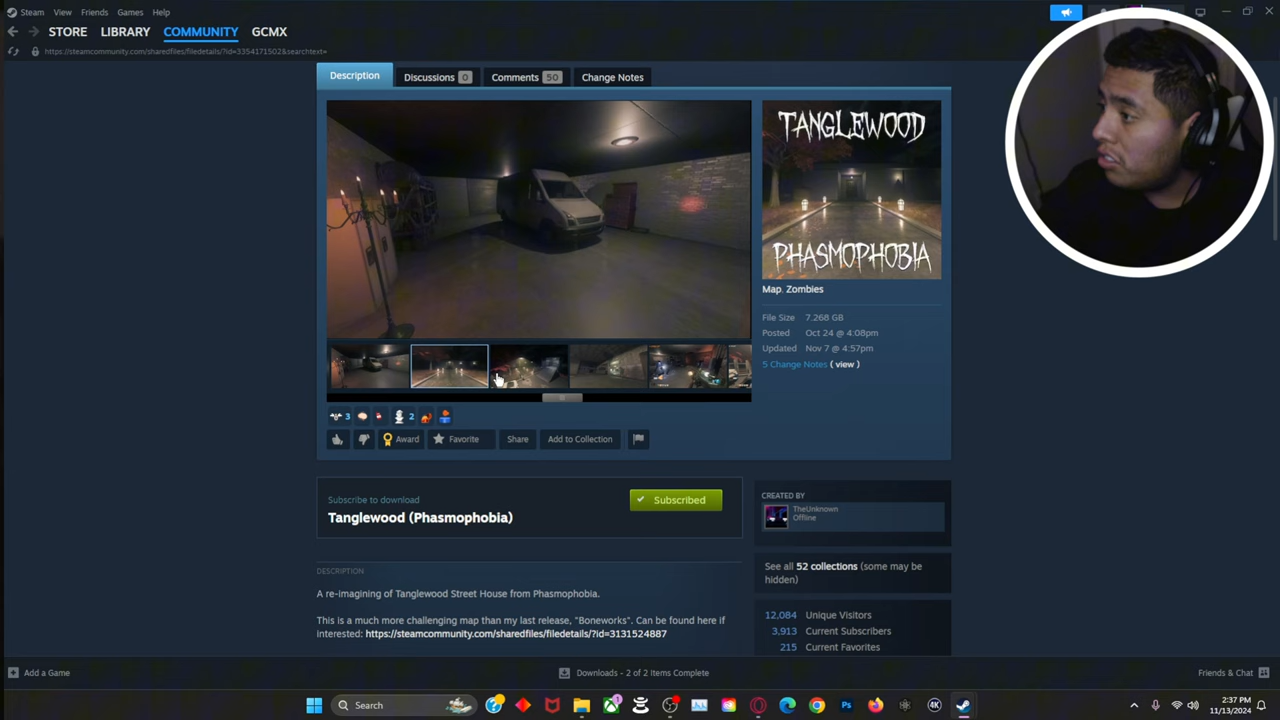 Steam View Friends Games Help
STORE LIBRARY COMMUNITY GCMX
https://steamcommunity.com/sharedfiles/filedetails/?id=3354171502&searchtext=
Description Discussions 0 Comments 50 Change Notes
TANGLEWOOD
PHASMOPHOBIA
Map, Zombies
File Size 7.268 GB
Posted Oct 24 @ 4:08pm
Updated Nov 7 @ 4:57pm
5 Change Notes ( view )
3 2
Award Favorite Share Add to Collection
Subscribe to download
Tanglewood (Phasmophobia)
Subscribed
CREATED BY
TheUnknown
Offline
See all 52 collections (some may be
hidden)
DESCRIPTION
A re-imagining of Tanglewood Street House from Phasmophobia.
This is a much more challenging map than my last release, "Boneworks". Can be found here if
interested: https://steamcommunity.com/sharedfiles/filedetails/?id=3131524887
12,084 Unique Visitors
3,913 Current Subscribers
215 Current Favorites
Add a Game
Downloads - 2 of 2 Items Complete
Friends & Chat
Search
1
Ps
4K
2:37 PM
11/13/2024